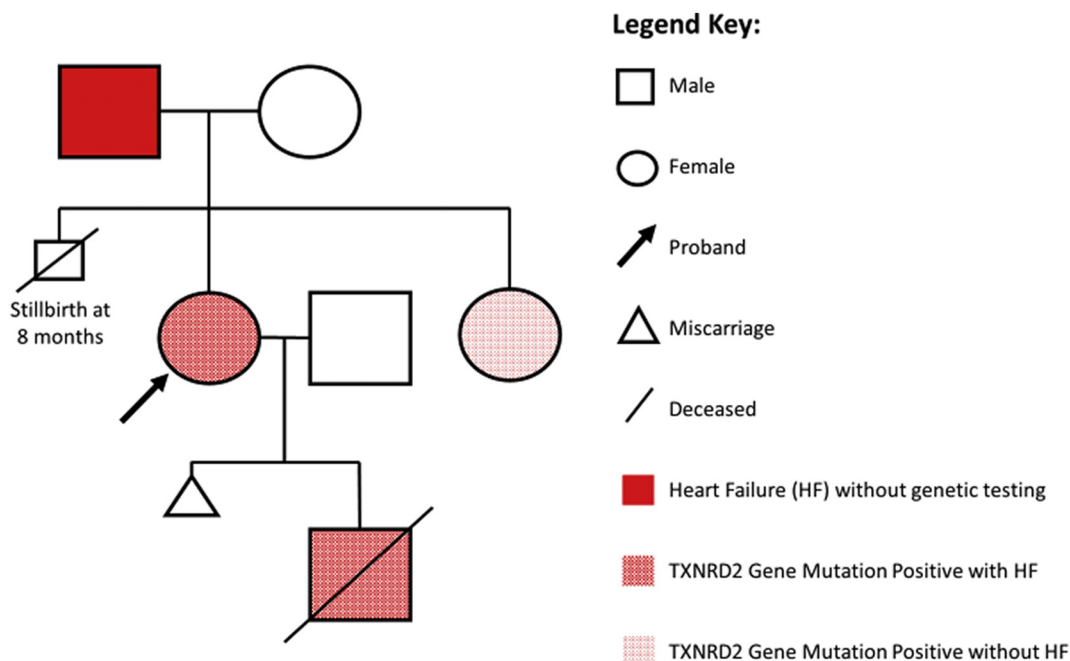 Legend Key:
Male
Female
Proband
Miscarriage
Deceased
Heart Failure (HF) without genetic testing
TXNRD2 Gene Mutation Positive with HF
TXNRD2 Gene Mutation Positive without HF
Stillbirth at
8 months